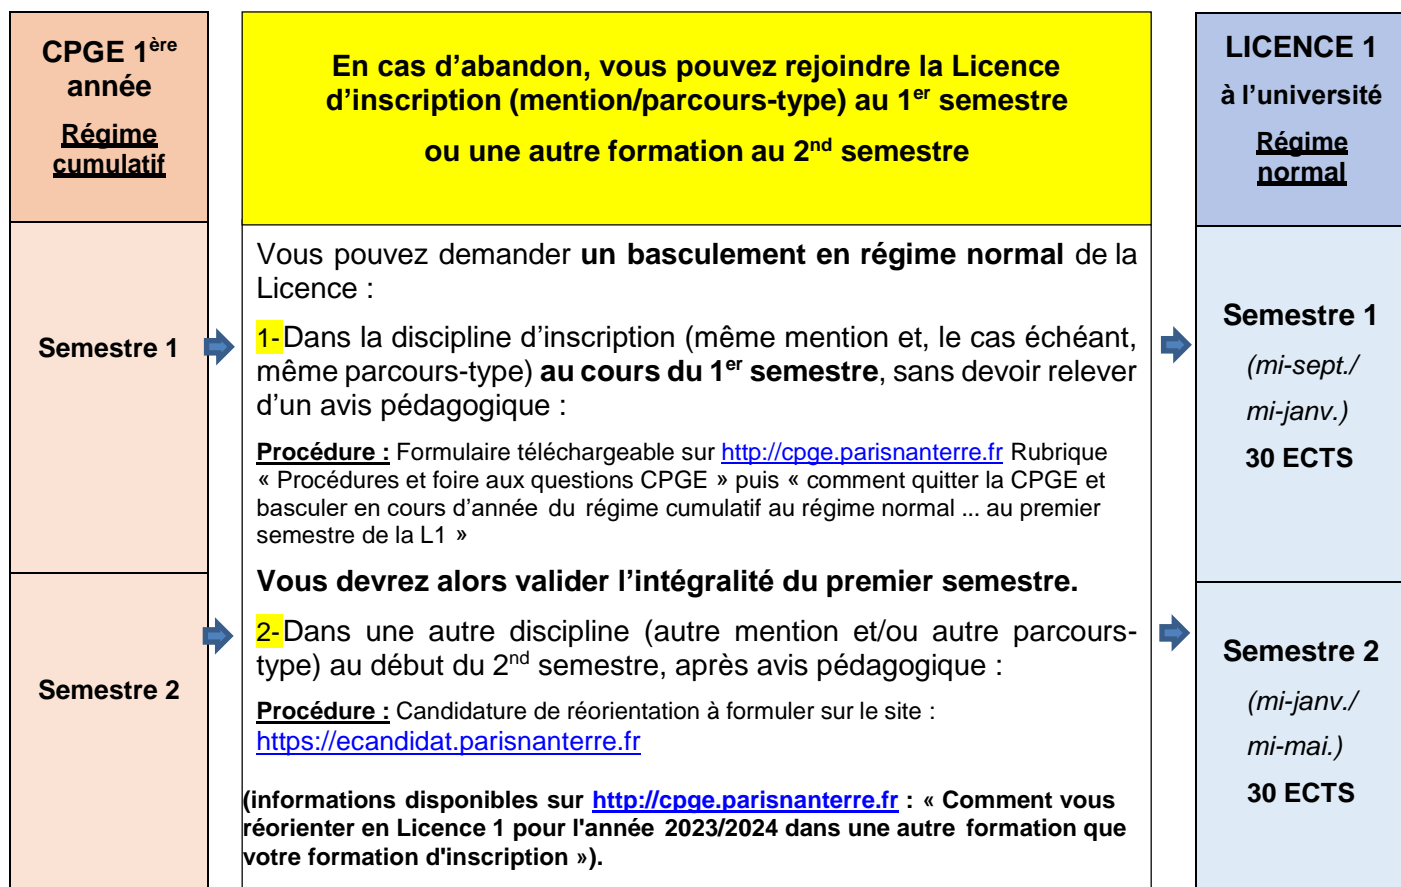 CPGE 1ère
année
Régime
cumulatif
En cas d’abandon, vous pouvez rejoindre la Licence
d’inscription (mention/parcours-type) au 1er semestre
ou une autre formation au 2nd semestre
LICENCE 1
à l’université
Régime
normal
Semestre 1
Vous pouvez demander un basculement en régime normal de la
Licence :
1-Dans la discipline d’inscription (même mention et, le cas échéant,
même parcours-type) au cours du 1er semestre, sans devoir relever
d’un avis pédagogique :
Procédure : Formulaire téléchargeable sur http://cpge.parisnanterre.fr Rubrique
« Procédures et foire aux questions CPGE » puis « comment quitter la CPGE et
basculer en cours d’année du régime cumulatif au régime normal ... au premier
semestre de la L1 »
Vous devrez alors valider l’intégralité du premier semestre.
Semestre 1
(mi-sept./
mi-janv.)
30 ECTS
Semestre 2
2-Dans une autre discipline (autre mention et/ou autre parcours-
type) au début du 2nd semestre, après avis pédagogique :
Procédure : Candidature de réorientation à formuler sur le site :
https://ecandidat.parisnanterre.fr
(informations disponibles sur http://cpge.parisnanterre.fr : « Comment vous
réorienter en Licence 1 pour l'année 2023/2024 dans une autre formation que
votre formation d'inscription »).
Semestre 2
(mi-janv./
mi-mai.)
30 ECTS